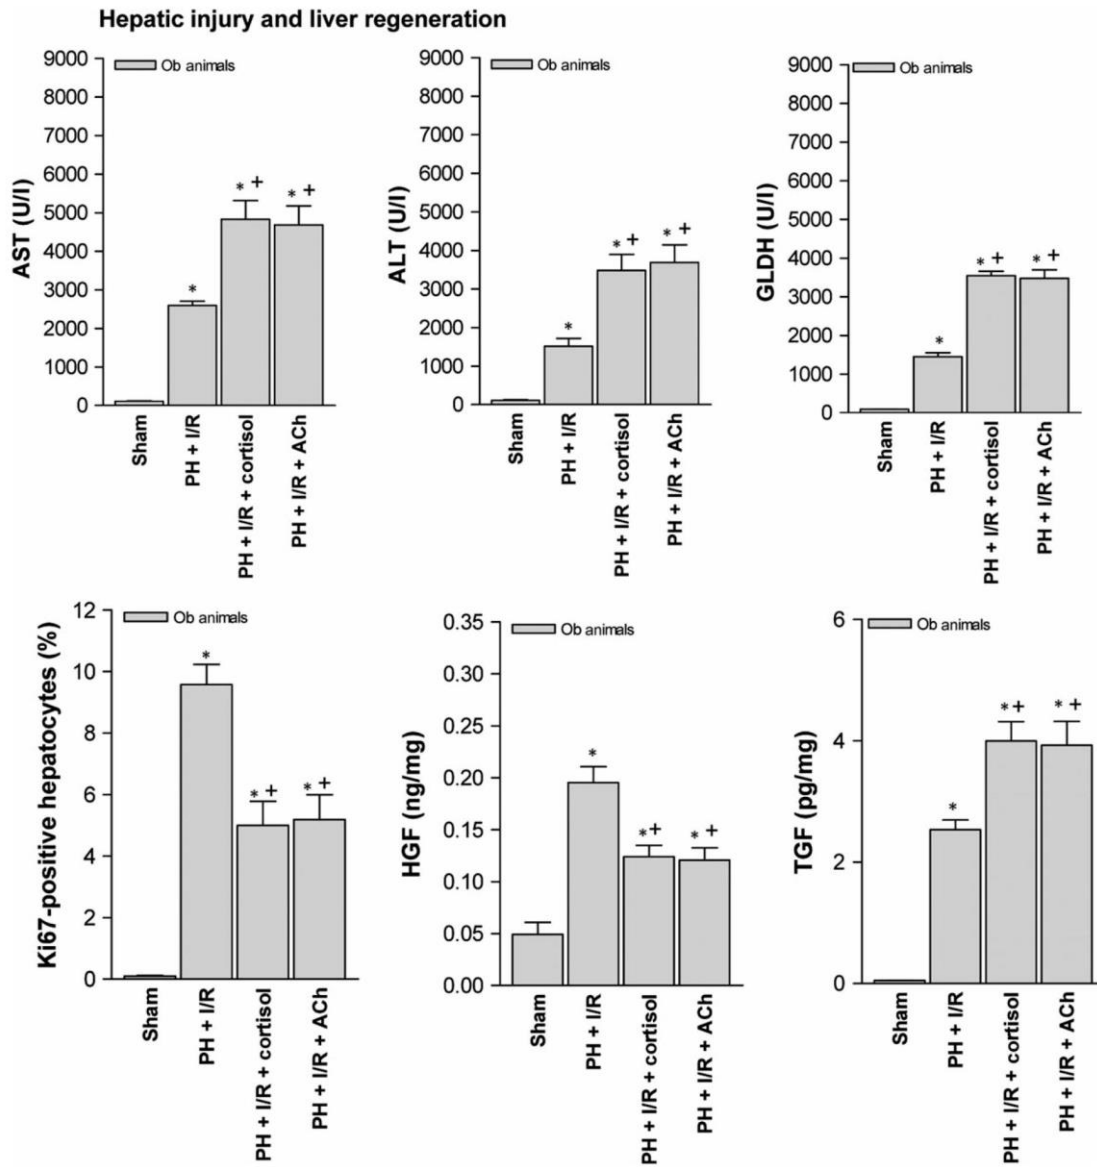 Hepatic injury and liver regeneration
AST (U/l)
9000
8000
7000
6000
5000
4000
3000
2000
1000
0
Ob animals
*
* +
* +
Sham
PH + I/R
PH + I/R + cortisol
PH + I/R + ACh
ALT (U/l)
9000
8000
7000
6000
5000
4000
3000
2000
1000
0
Ob animals
*
* +
* +
Sham
PH + I/R
PH + I/R + cortisol
PH + I/R + ACh
GLDH (U/l)
9000
8000
7000
6000
5000
4000
3000
2000
1000
0
Ob animals
*
* +
* +
Sham
PH + I/R
PH + I/R + cortisol
PH + I/R + ACh
Ki67-positive hepatocytes (%)
12
10
8
6
4
2
0
Ob animals
*
* +
* +
Sham
PH + I/R
PH + I/R + cortisol
PH + I/R + ACh
HGF (ng/mg)
0.35
0.30
0.25
0.20
0.15
0.10
0.05
0.00
Ob animals
*
* +
* +
Sham
PH + I/R
PH + I/R + cortisol
PH + I/R + ACh
TGF (pg/mg)
6
4
2
0
Ob animals
*
* +
* +
Sham
PH + I/R
PH + I/R + cortisol
PH + I/R + ACh